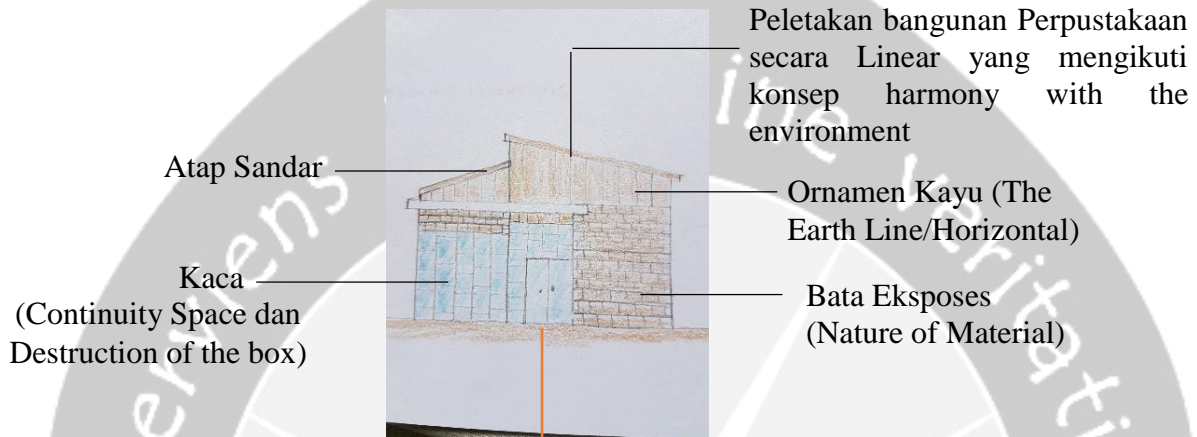 Peletakan bangunan Perpustakaan
secara Linear yang mengikuti
konsep harmony with the
environment
Atap Sandar
Ornamen Kayu (The
Earth Line/Horizontal)
Kaca
(Continuity Space dan
Destruction of the box)
Bata Eksposes
(Nature of Material)